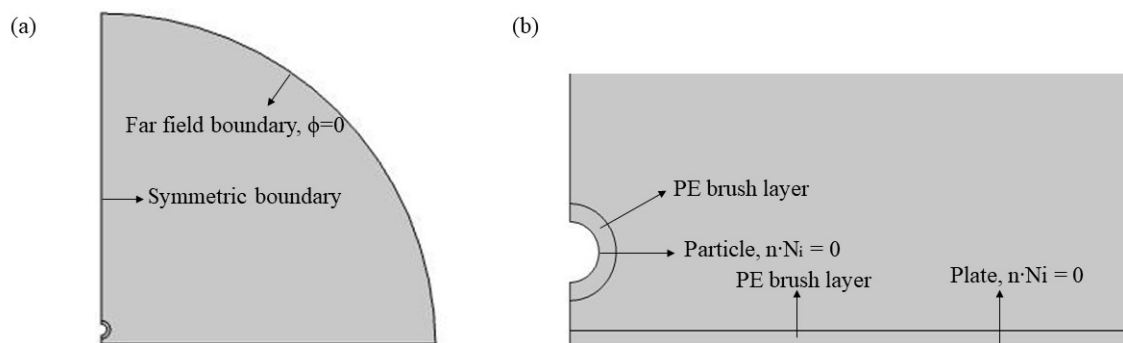 (a)
Far field boundary, ϕ=0
Symmetric boundary
(b)
PE brush layer
Particle, n·Nᵢ = 0
PE brush layer
Plate, n·Ni = 0